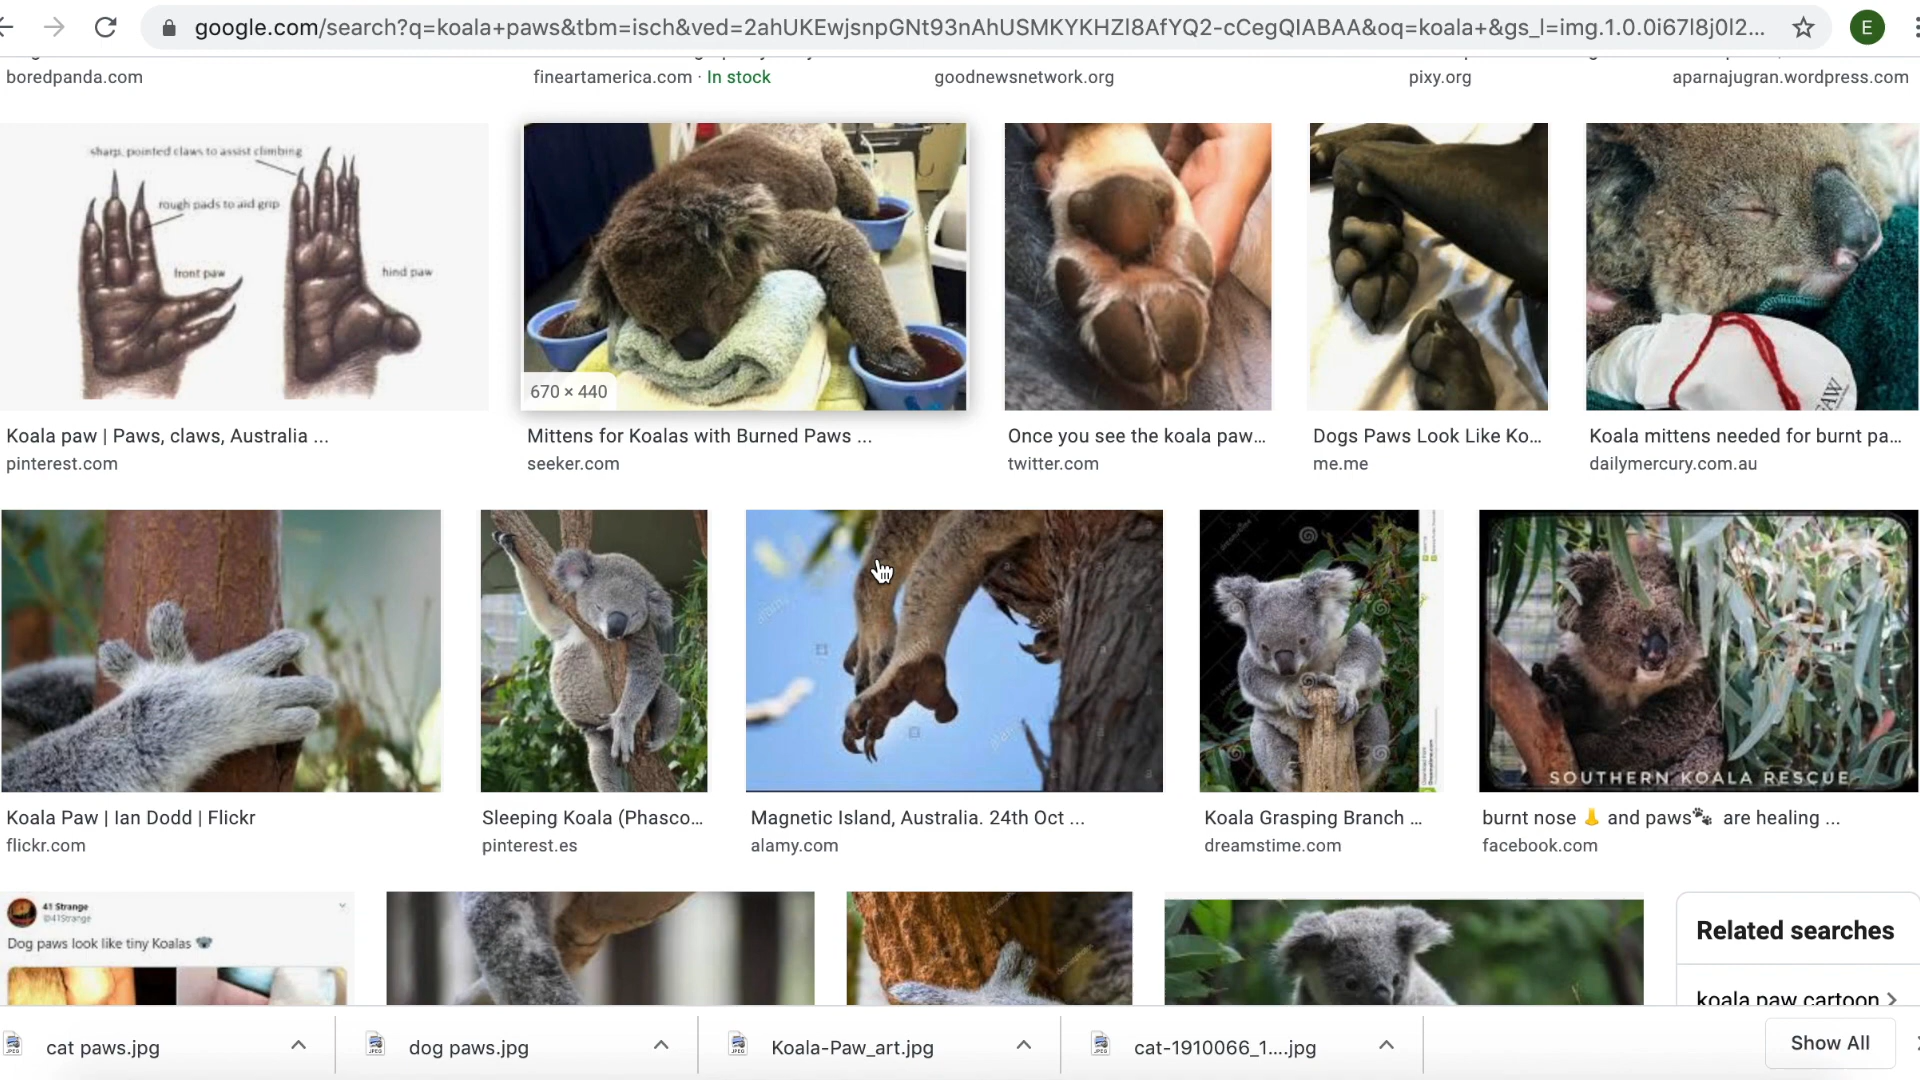 google.com/search?q=koala+paws&tbm=isch&ved=2ahUKEwjsnpGNt93nAhUSMKYKHZl8AfYQ2-cCegQIABAA&oq=koala+&gs_l=img.1.0.0i67l8j0l2...
E
boredpanda.com
fineartamerica.com · In stock
goodnewsnetwork.org
pixy.org
aparnajugran.wordpress.com
sharp, pointed claws to assist climbing
rough pads to aid grip
front paw
hind paw
670 × 440
PAW
Koala paw | Paws, claws, Australia ...
pinterest.com
Mittens for Koalas with Burned Paws ...
seeker.com
Once you see the koala paw...
twitter.com
Dogs Paws Look Like Ko...
me.me
Koala mittens needed for burnt pa...
dailymercury.com.au
alamy
SOUTHERN KOALA RESCUE
Koala Paw | Ian Dodd | Flickr
flickr.com
Sleeping Koala (Phasco...
pinterest.es
Magnetic Island, Australia. 24th Oct ...
alamy.com
Koala Grasping Branch ...
dreamstime.com
burnt nose 👃 and paws🐾 are healing ...
facebook.com
41 Strange
@41Strange
Dog paws look like tiny Koalas 🐨
Related searches
koala paw cartoon
cat paws.jpg
dog paws.jpg
Koala-Paw_art.jpg
cat-1910066_1....jpg
Show All